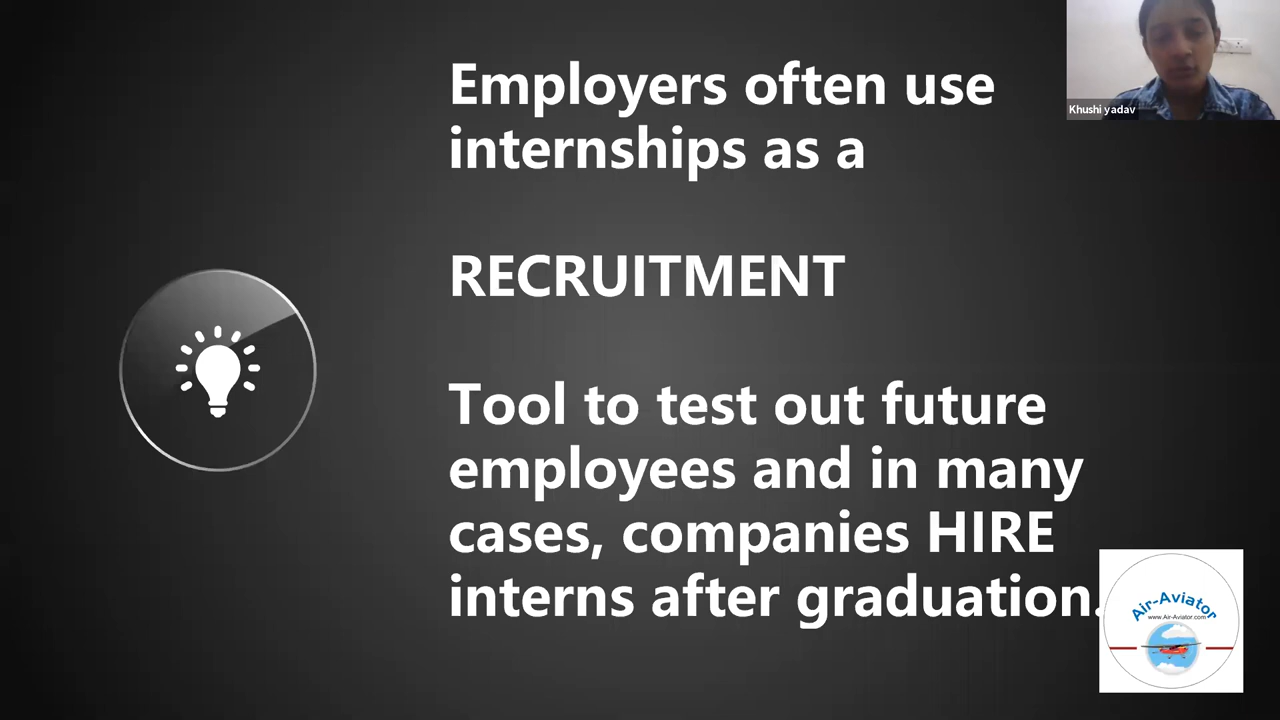 Employers often use
internships as a
RECRUITMENT
Tool to test out future
employees and in many
cases, companies HIRE
interns after graduation.
Khushi yadav
Air-Aviator
www.Air-Aviator.com